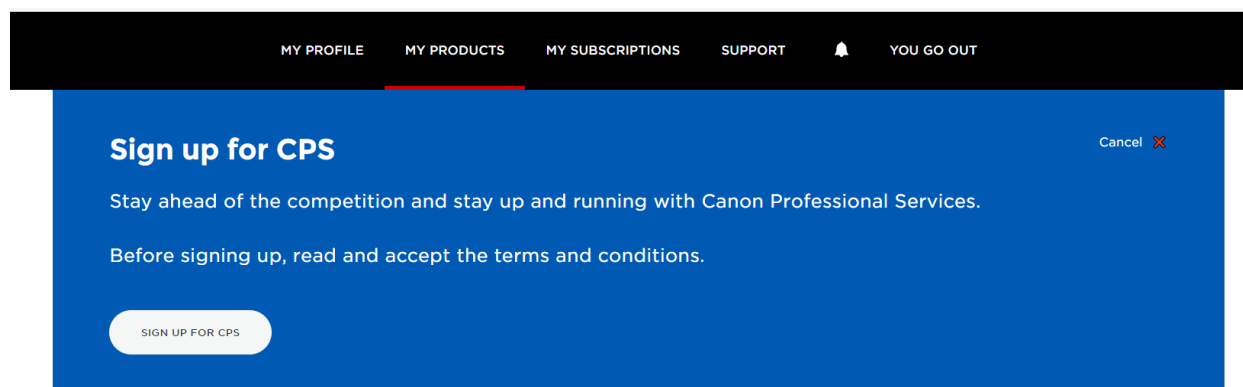 MY PROFILE MY PRODUCTS MY SUBSCRIPTIONS SUPPORT YOU GO OUT
Sign up for CPS
Cancel
Stay ahead of the competition and stay up and running with Canon Professional Services.
Before signing up, read and accept the terms and conditions.
SIGN UP FOR CPS